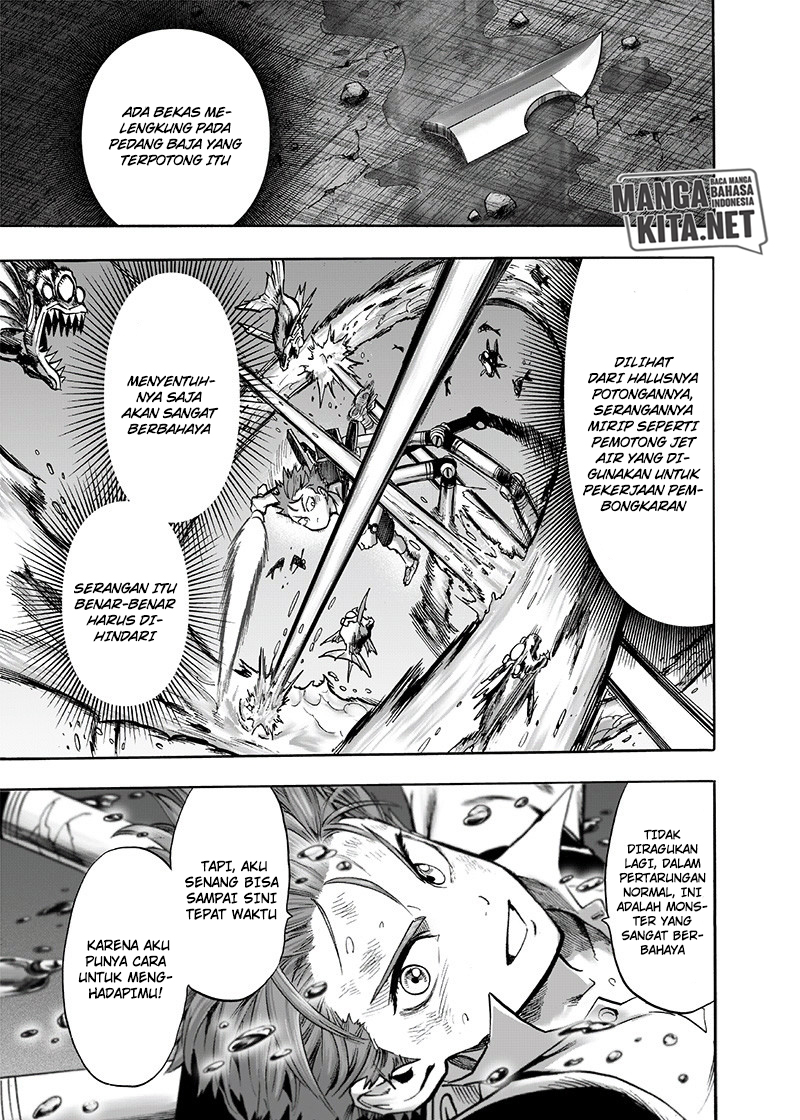 ADA BEKAS ME-
LENGKUNG PADA
PEDANG BAJA YANG
TERPOTONG ITU
MANGA
KITA.NET
BACA MANGA
BAHASA
INDONESIA
DILIHAT
DARI HALUSNYA
POTONGANNYA,
SERANGANNYA
MIRIP SEPERTI
PEMOTONG JET
AIR YANG DI-
GUNAKAN UNTUK
PEKERJAAN PEM-
BONGKARAN
MENYENTUH-
NYA SAJA
AKAN SANGAT
BERBAHAYA
SERANGAN ITU
BENAR-BENAR
HARUS DI-
HINDARI
TIDAK
DIRAGUKAN
LAGI, DALAM
PERTARUNGAN
NORMAL, INI
ADALAH MONS-
TER YANG
SANGAT BER-
BAHAYA
TAPI, AKU
SENANG BISA
SAMPAI SINI
TEPAT WAKTU
KARENA AKU
PUNYA CARA
UNTUK MENG-
HADAPIMU!